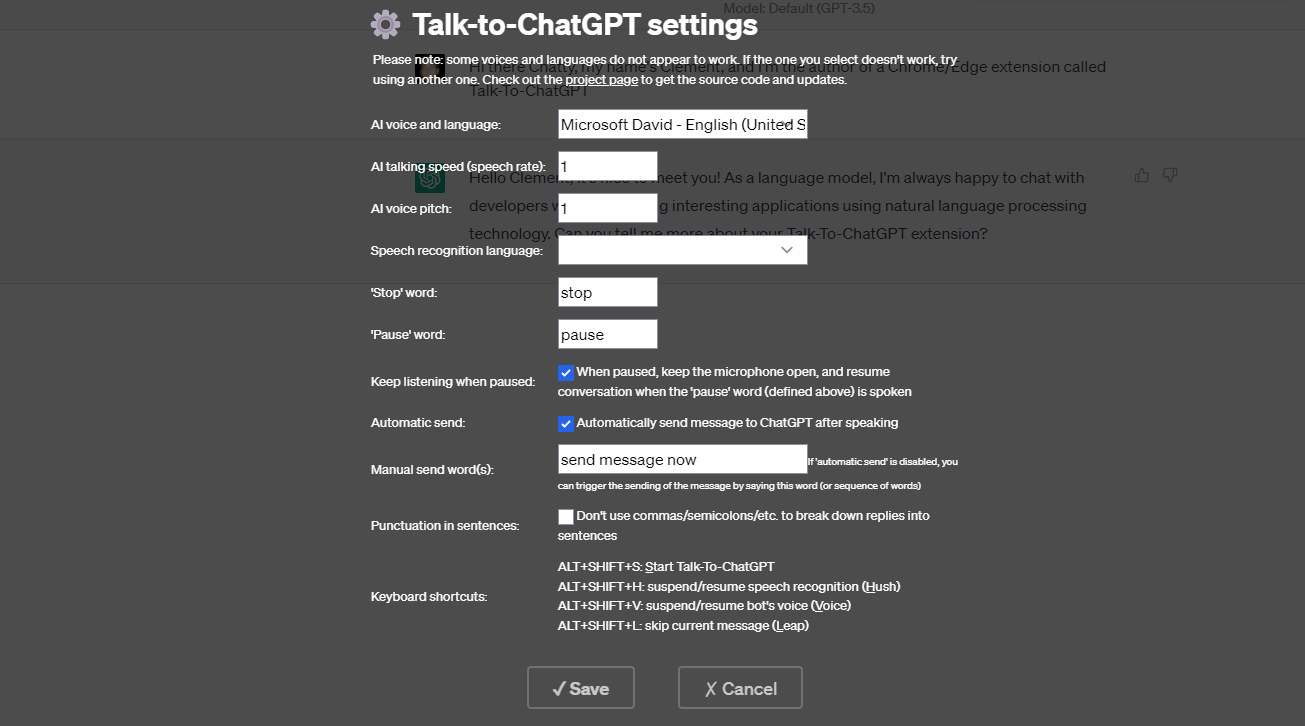 Model: Default (GPT-3.5)
Talk-to-ChatGPT settings
Please note: some voices and languages do not appear to work. If the one you select doesn't work, try
using another one. Check out the project page to get the source code and updates.
Hi there Chatty, my name's Clement, and I'm the author of a Chrome/Edge extension called
Talk-To-ChatGPT
AI voice and language:
Microsoft David - English (United S
AI talking speed (speech rate):
1
Hello Clement, it's nice to meet you! As a language model, I'm always happy to chat with
AI voice pitch:
1
developers w g interesting applications using natural language processing
technology. Can you tell me more about your Talk-To-ChatGPT extension?
Speech recognition language:
'Stop' word:
stop
'Pause' word:
pause
Keep listening when paused:
When paused, keep the microphone open, and resume
conversation when the 'pause' word (defined above) is spoken
Automatic send:
Automatically send message to ChatGPT after speaking
Manual send word(s):
send message now
If 'automatic send' is disabled, you
can trigger the sending of the message by saying this word (or sequence of words)
Punctuation in sentences:
Don't use commas/semicolons/etc. to break down replies into
sentences
Keyboard shortcuts:
ALT+SHIFT+S: Start Talk-To-ChatGPT
ALT+SHIFT+H: suspend/resume speech recognition (Hush)
ALT+SHIFT+V: suspend/resume bot's voice (Voice)
ALT+SHIFT+L: skip current message (Leap)
✓ Save
✗ Cancel